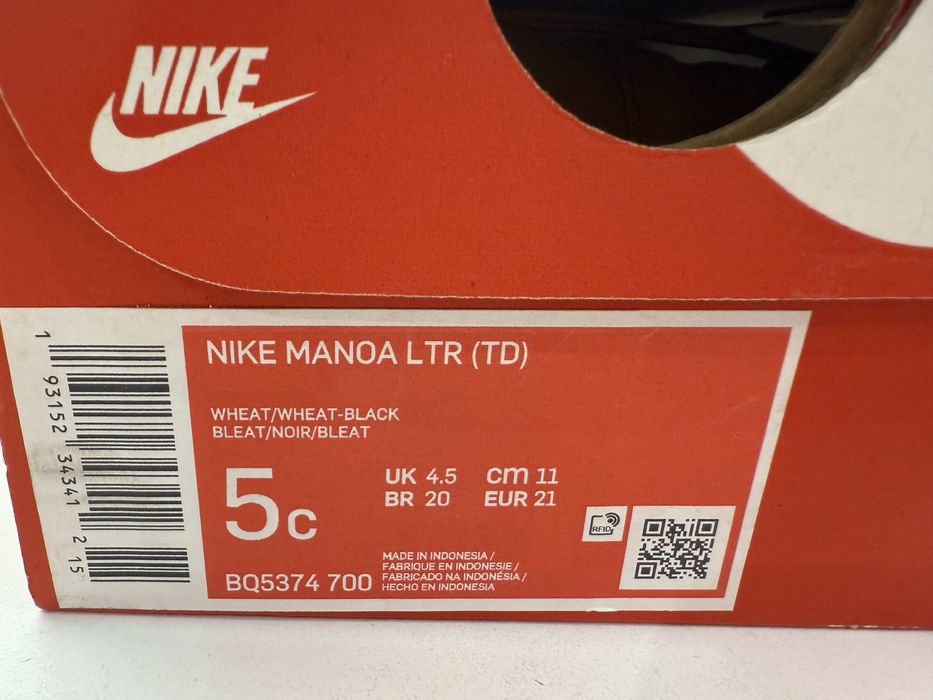 NIKE
NIKE MANOA LTR (TD)
WHEAT/WHEAT-BLACK
BLEAT/NOIR/BLEAT
5c
UK 4.5 cm 11
BR 20 EUR 21
RFID
BQ5374 700
MADE IN INDONESIA /
FABRIQUE EN INDONESIE /
FABRICADO NA INDONÉSIA /
HECHO EN INDONESIA
1 93152 34341 2 15